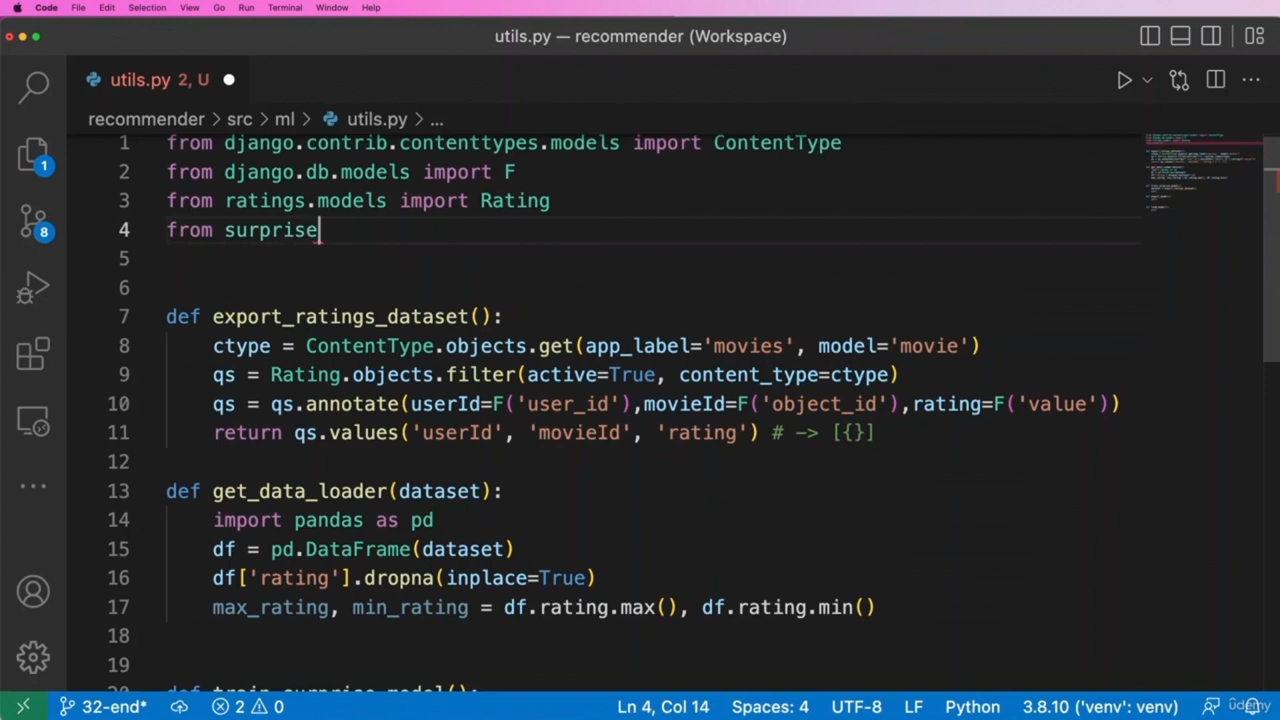 Code File Edit Selection View Go Run Terminal Window Help
utils.py — recommender (Workspace)
utils.py 2, U
recommender > src > ml > utils.py > ...
1 from django.contrib.contenttypes.models import ContentType
2 from django.db.models import F
3 from ratings.models import Rating
4 from surprise
5
6
7 def export_ratings_dataset():
8 ctype = ContentType.objects.get(app_label='movies', model='movie')
9 qs = Rating.objects.filter(active=True, content_type=ctype)
10 qs = qs.annotate(userId=F('user_id'),movieId=F('object_id'),rating=F('value'))
11 return qs.values('userId', 'movieId', 'rating') # -> [{}]
12
13 def get_data_loader(dataset):
14 import pandas as pd
15 df = pd.DataFrame(dataset)
16 df['rating'].dropna(inplace=True)
17 max_rating, min_rating = df.rating.max(), df.rating.min()
18
19
20 def train_surprise_model():
1
8
32-end* 2 0 Ln 4, Col 14 Spaces: 4 UTF-8 LF Python 3.8.10 ('venv': venv)
udemy